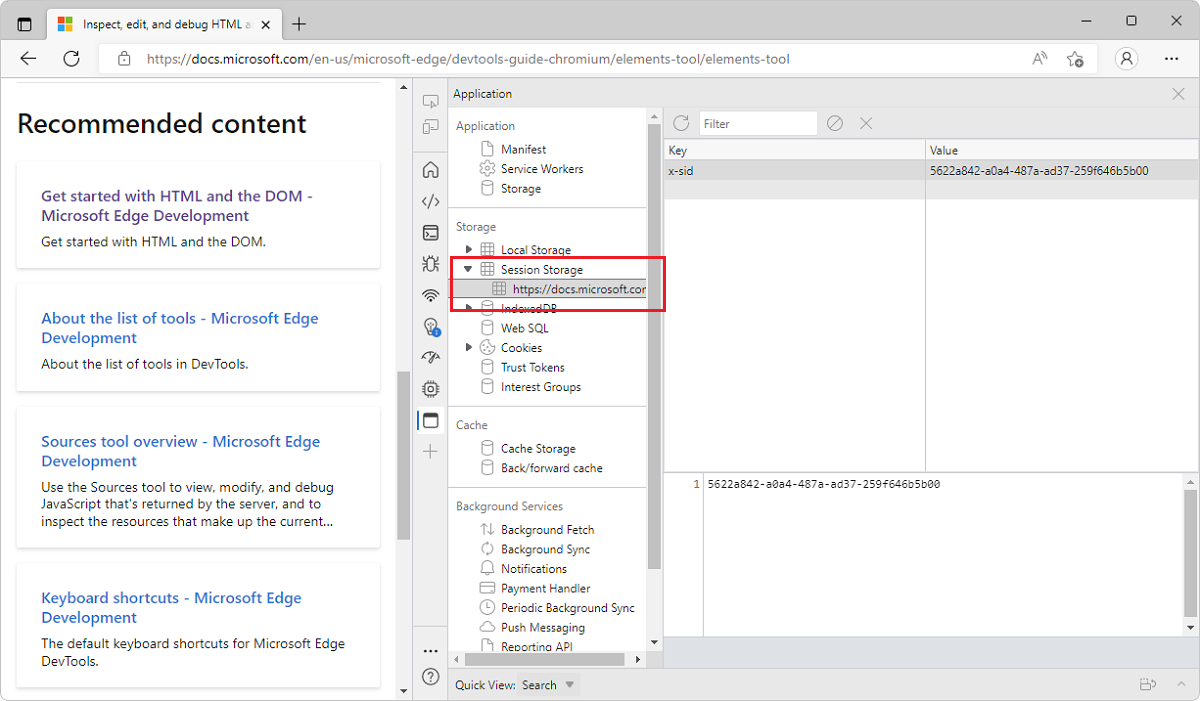 Inspect, edit, and debug HTML a
https://docs.microsoft.com/en-us/microsoft-edge/devtools-guide-chromium/elements-tool/elements-tool
Recommended content
Get started with HTML and the DOM -
Microsoft Edge Development
Get started with HTML and the DOM.
About the list of tools - Microsoft Edge
Development
About the list of tools in DevTools.
Sources tool overview - Microsoft Edge
Development
Use the Sources tool to view, modify, and debug
JavaScript that's returned by the server, and to
inspect the resources that make up the current...
Keyboard shortcuts - Microsoft Edge
Development
The default keyboard shortcuts for Microsoft Edge
DevTools.
Application
Application
Manifest
Service Workers
Storage
Storage
Local Storage
Session Storage
https://docs.microsoft.cor
IndexedDB
Web SQL
Cookies
Trust Tokens
Interest Groups
Cache
Cache Storage
Back/forward cache
Background Services
Background Fetch
Background Sync
Notifications
Payment Handler
Periodic Background Sync
Push Messaging
Reporting API
Filter
Key Value
x-sid 5622a842-a0a4-487a-ad37-259f646b5b00
1 5622a842-a0a4-487a-ad37-259f646b5b00
Quick View: Search